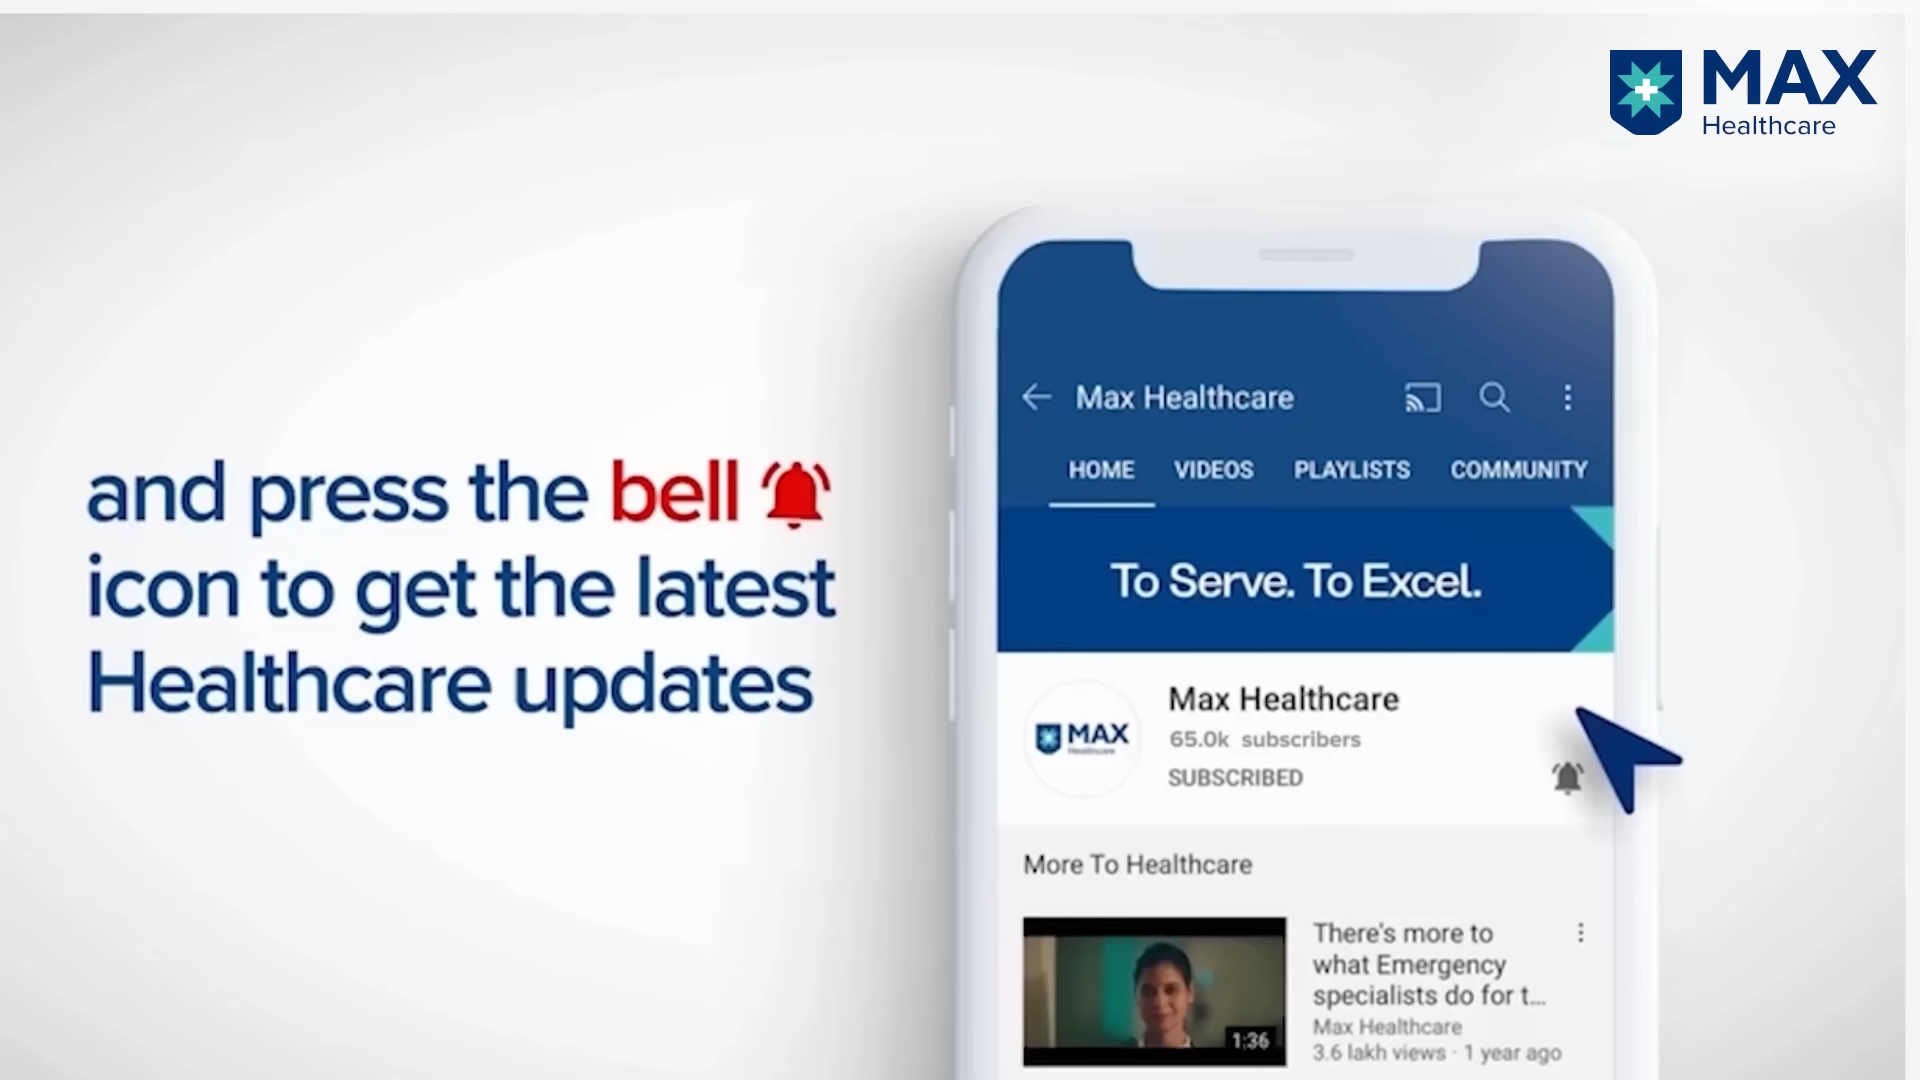 MAX
Healthcare
and press the bell
icon to get the latest
Healthcare updates
Max Healthcare
HOME VIDEOS PLAYLISTS COMMUNITY
To Serve. To Excel.
MAX
Healthcare
Max Healthcare
65.0k subscribers
SUBSCRIBED
More To Healthcare
There's more to
what Emergency
specialists do for t...
Max Healthcare
3.6 lakh views · 1 year ago
1:36